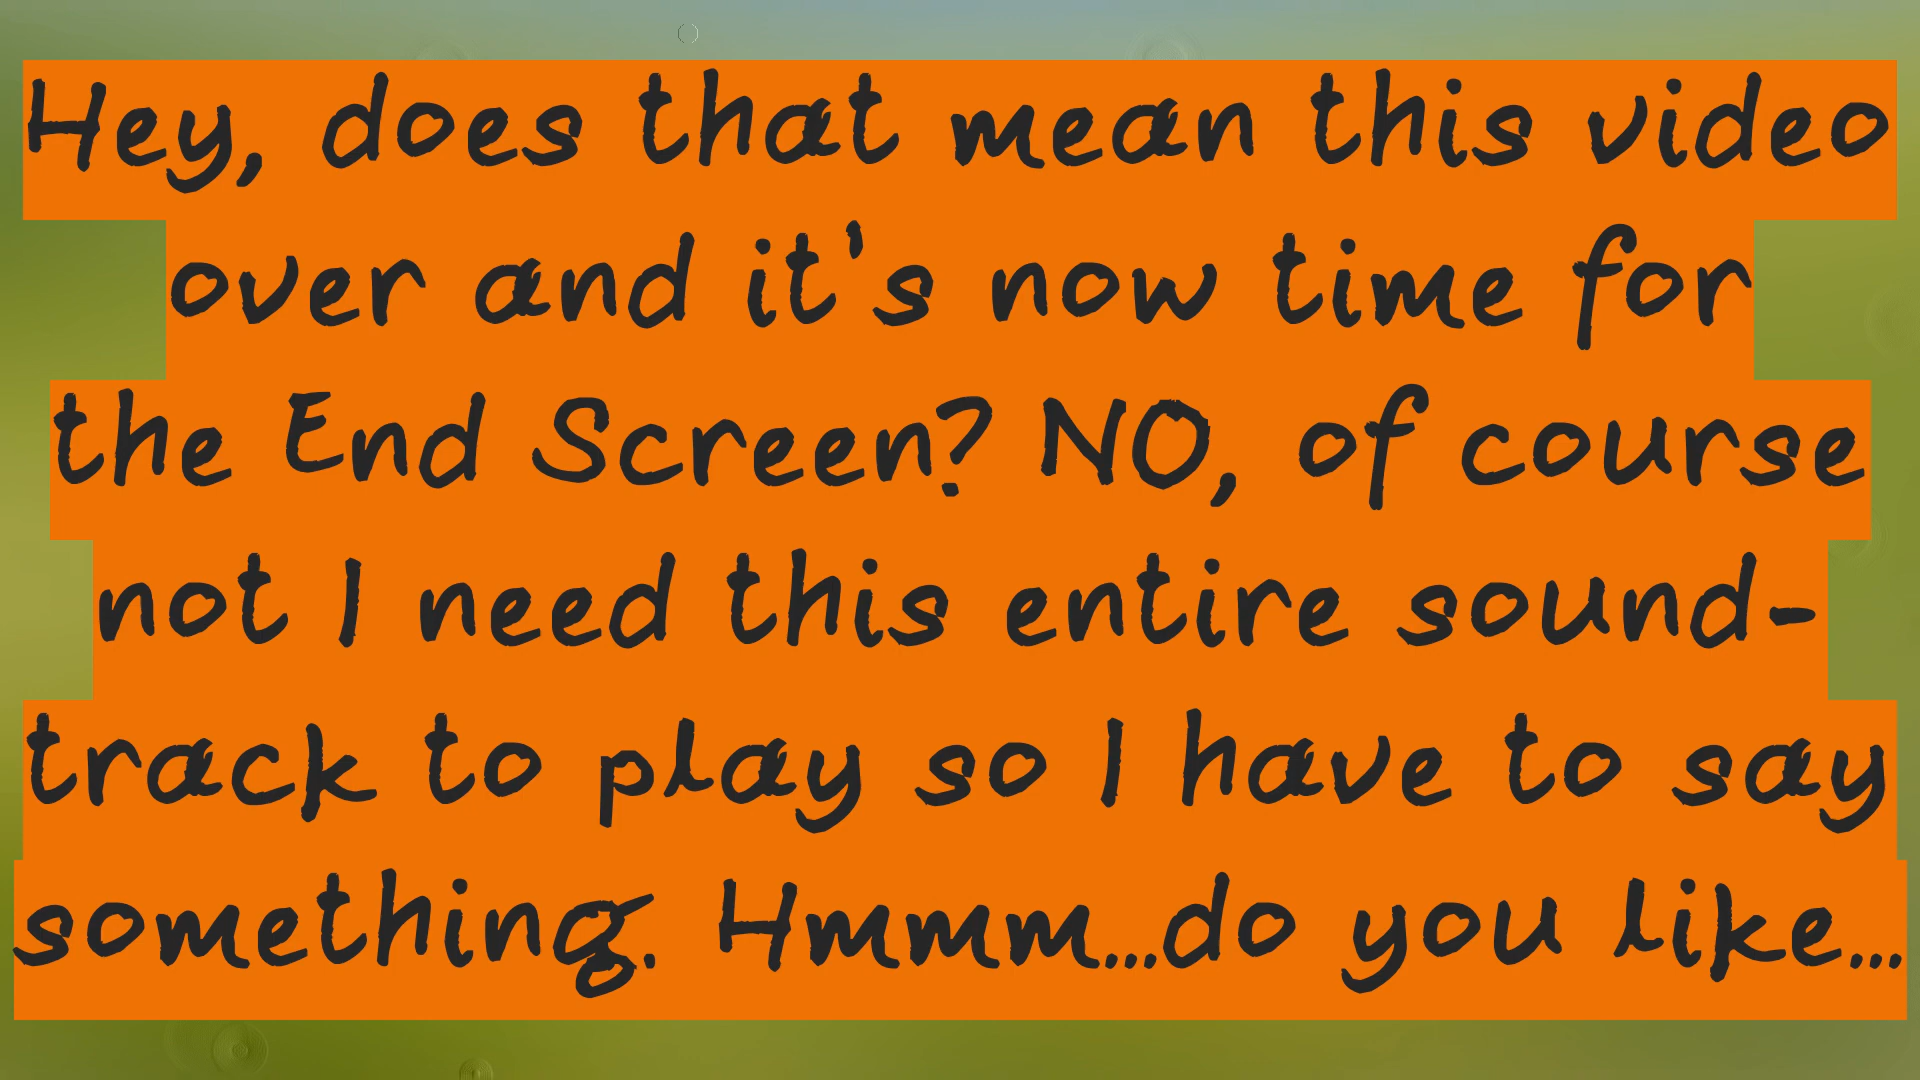 Hey, does that mean this video
over and it's now time for
the End Screen? NO, of course
not I need this entire sound-
track to play so I have to say
something. Hmmm...do you like...